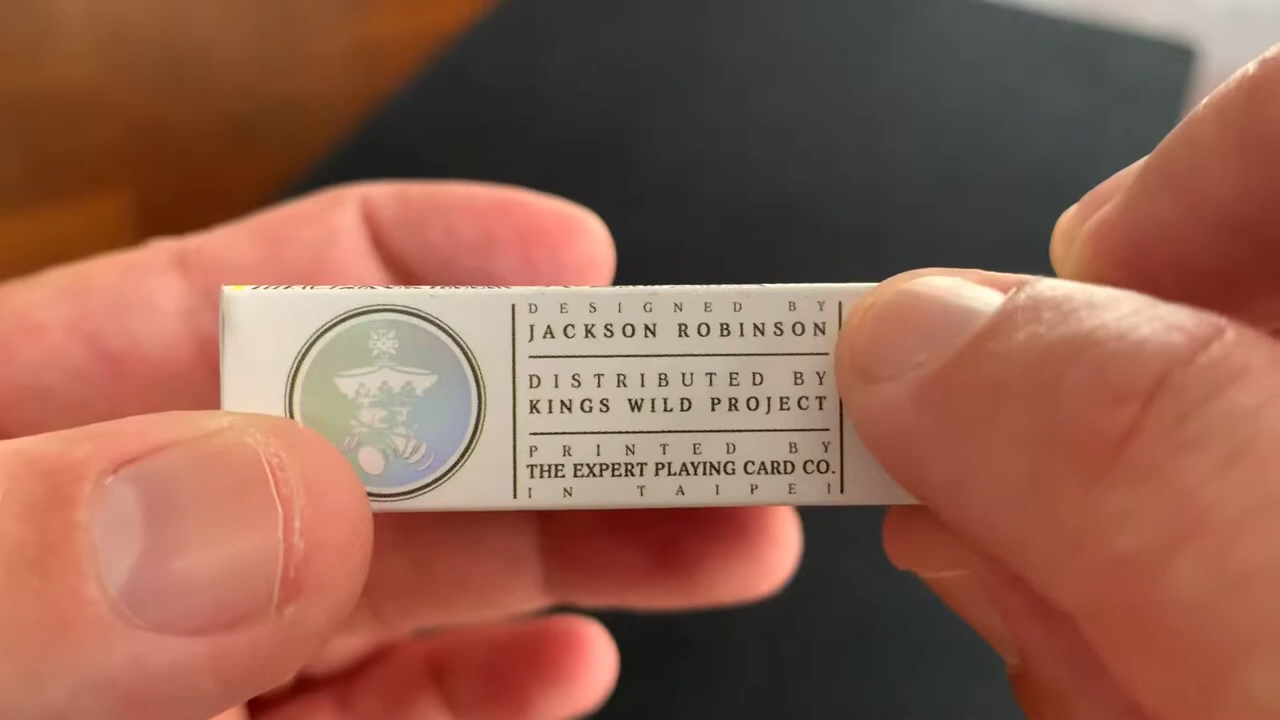 DESIGNED BY
JACKSON ROBINSON
DISTRIBUTED BY
KINGS WILD PROJECT
PRINTED BY
THE EXPERT PLAYING CARD CO.
IN TAIPEI